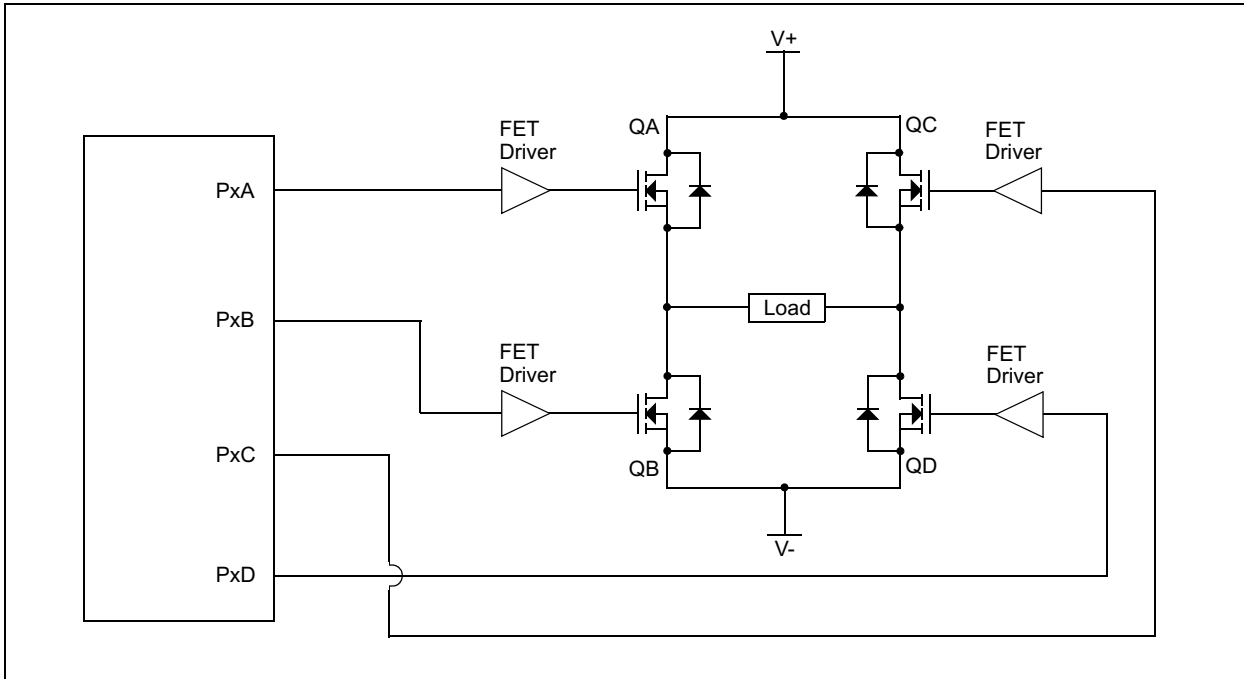 V+
QA
QC
FET
Driver
FET
Driver
PxA
Load
PxB
FET
Driver
FET
Driver
PxC
QB
QD
V-
PxD